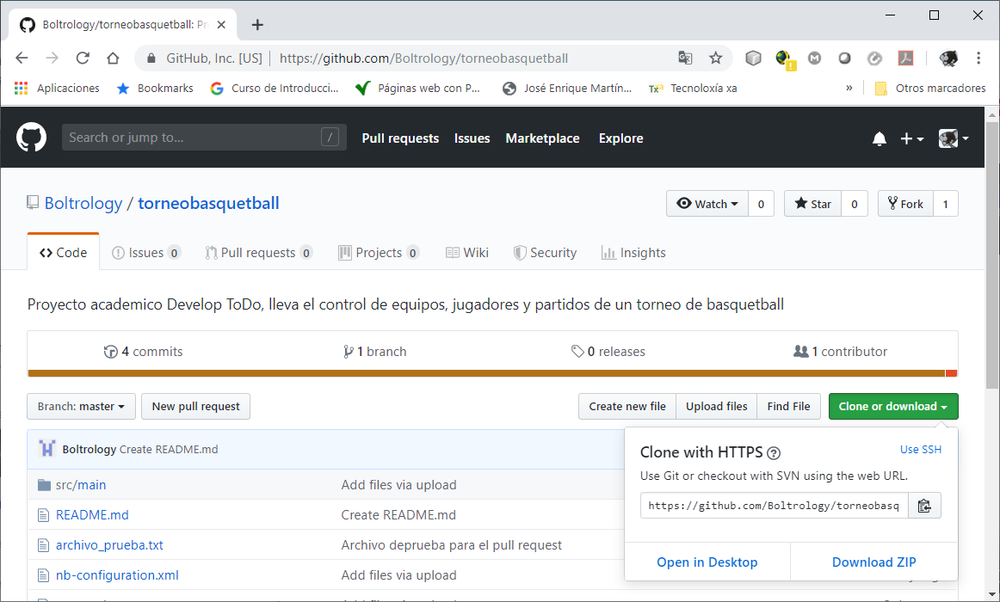 Boltrology/torneobasquetball: Pr
GitHub, Inc. [US] | https://github.com/Boltrology/torneobasquetball
Aplicaciones Bookmarks Curso de Introducci... Páginas web con P... José Enrique Martín... Tecnoloxía xa » Otros marcadores
Search or jump to... / Pull requests Issues Marketplace Explore
Boltrology / torneobasquetball Watch 0 Star 0 Fork 1
Code Issues 0 Pull requests 0 Projects 0 Wiki Security Insights
Proyecto academico Develop ToDo, lleva el control de equipos, jugadores y partidos de un torneo de basquetball
4 commits 1 branch 0 releases 1 contributor
Branch: master New pull request Create new file Upload files Find File Clone or download
Boltrology Create README.md
src/main Add files via upload
README.md Create README.md
archivo_prueba.txt Archivo deprueba para el pull request
nb-configuration.xml Add files via upload
Clone with HTTPS Use SSH
Use Git or checkout with SVN using the web URL.
https://github.com/Boltrology/torneobasq
Open in Desktop Download ZIP